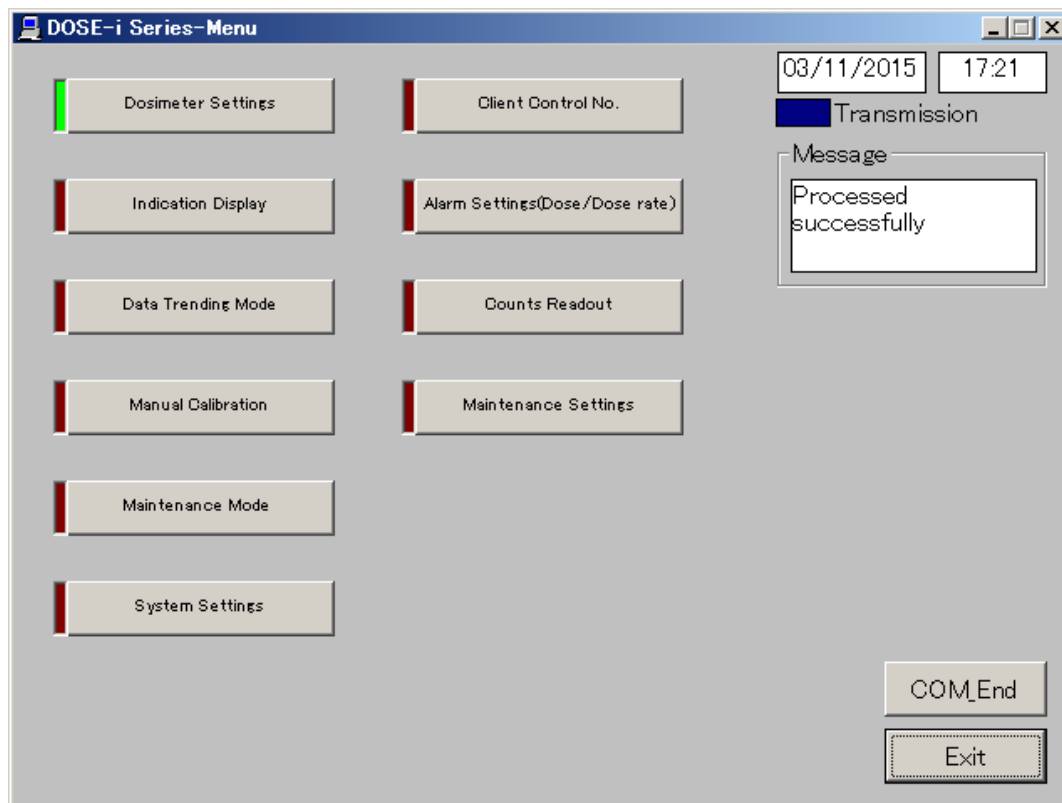 DOSE-i Series-Menu
03/11/2015
17:21
Transmission
Message
Processed
successfully
Dosimeter Settings
Indication Display
Data Trending Mode
Manual Calibration
Maintenance Mode
System Settings
Client Control No.
Alarm Settings(Dose/Dose rate)
Counts Readout
Maintenance Settings
COM_End
Exit